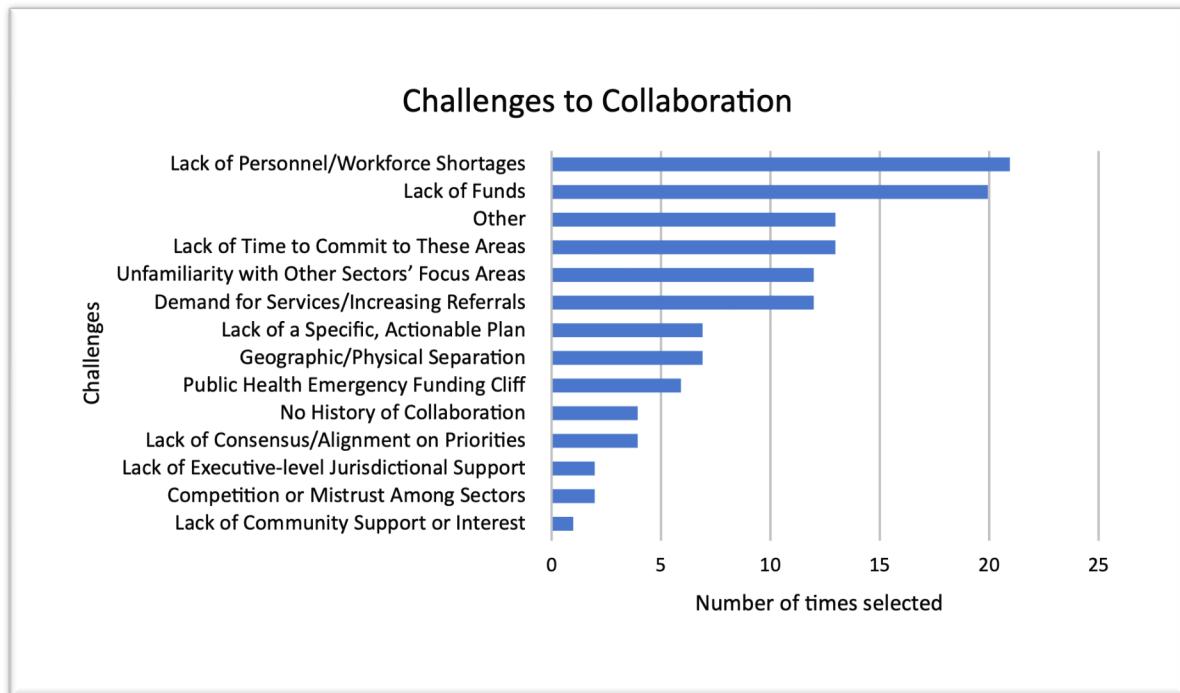 Challenges to Collaboration
Challenges
Lack of Personnel/Workforce Shortages
Lack of Funds
Other
Lack of Time to Commit to These Areas
Unfamiliarity with Other Sectors’ Focus Areas
Demand for Services/Increasing Referrals
Lack of a Specific, Actionable Plan
Geographic/Physical Separation
Public Health Emergency Funding Cliff
No History of Collaboration
Lack of Consensus/Alignment on Priorities
Lack of Executive-level Jurisdictional Support
Competition or Mistrust Among Sectors
Lack of Community Support or Interest
0 5 10 15 20 25
Number of times selected